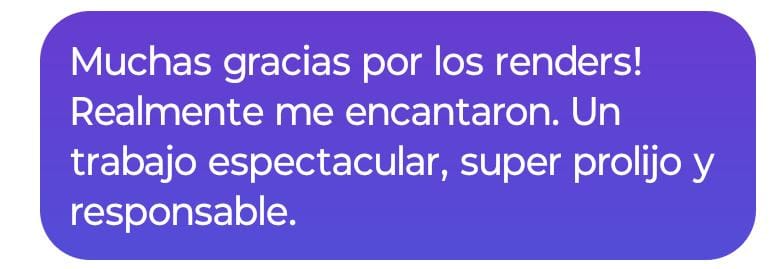 Muchas gracias por los renders!
Realmente me encantaron. Un
trabajo espectacular, super prolijo y
responsable.